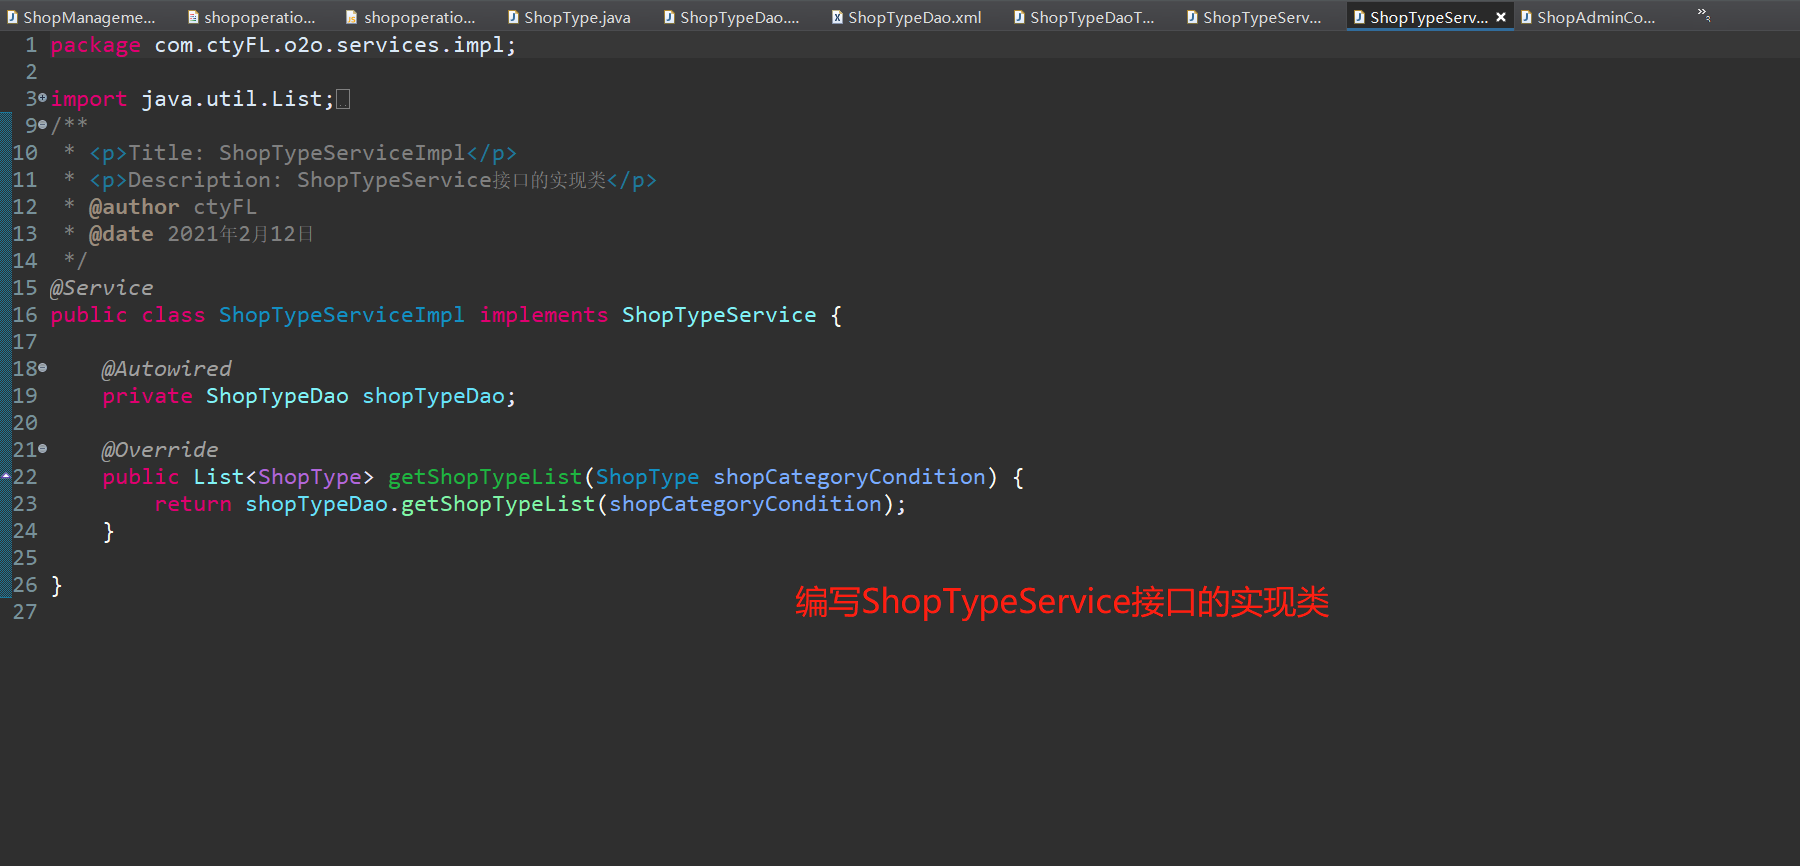 ShopManageme...
shopoperatio...
shopoperatio...
ShopType.java
ShopTypeDao....
ShopTypeDao.xml
ShopTypeDaoT...
ShopTypeServ...
ShopTypeServ...
ShopAdminCo...
1 package com.ctyFL.o2o.services.impl;
2
3 import java.util.List;
9 /**
10  * <p>Title: ShopTypeServiceImpl</p>
11  * <p>Description: ShopTypeService接口的实现类</p>
12  * @author ctyFL
13  * @date 2021年2月12日
14  */
15 @Service
16 public class ShopTypeServiceImpl implements ShopTypeService {
17
18     @Autowired
19     private ShopTypeDao shopTypeDao;
20
21     @Override
22     public List<ShopType> getShopTypeList(ShopType shopCategoryCondition) {
23         return shopTypeDao.getShopTypeList(shopCategoryCondition);
24     }
25
26 }
27
编写ShopTypeService接口的实现类